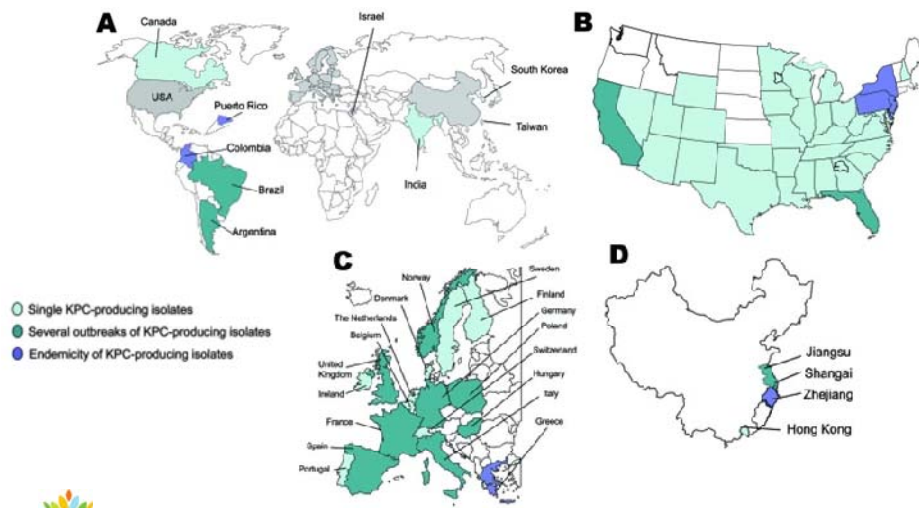 A
Canada
USA
Puerto Rico
Colombia
Brazil
Argentina
Israel
South Korea
Taiwan
India
B
Single KPC-producing isolates
Several outbreaks of KPC-producing isolates
Endemicity of KPC-producing isolates
C
Norway
Denmark
The Netherlands
Belgium
United
Kingdom
Ireland
France
Spain
Portugal
Sweden
Finland
Germany
Poland
Switzerland
Hungary
Italy
Greece
D
Jiangsu
Shangai
Zhejiang
Hong Kong